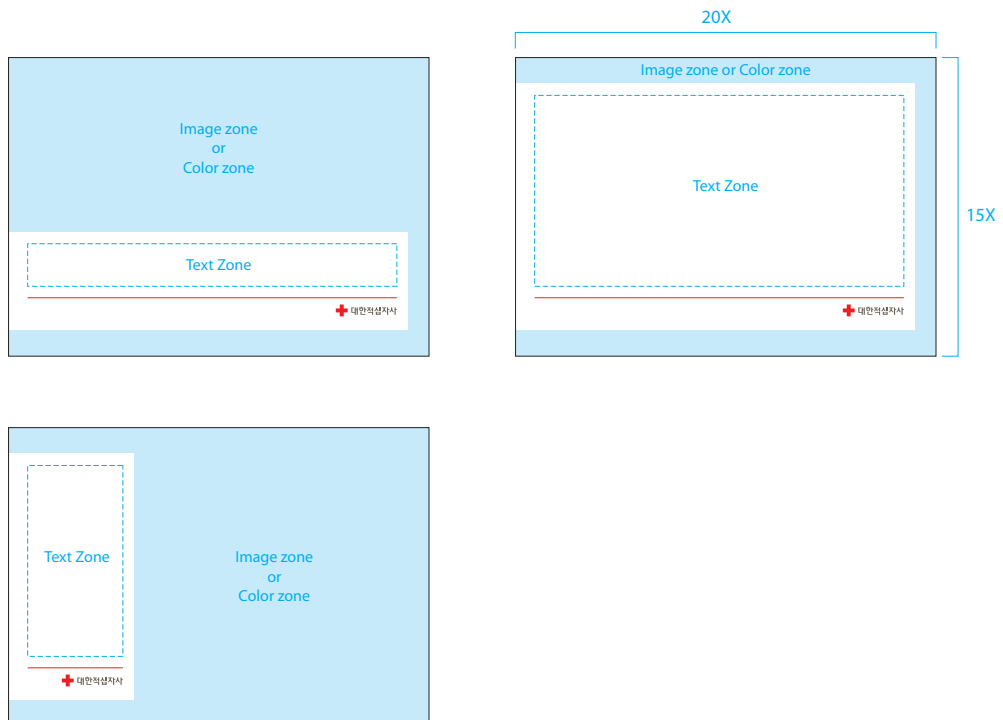 20X
Image zone
or
Color zone
Text Zone
대한적십자사
Image zone or Color zone
Text Zone
대한적십자사
15X
Text Zone
대한적십자사
Image zone
or
Color zone